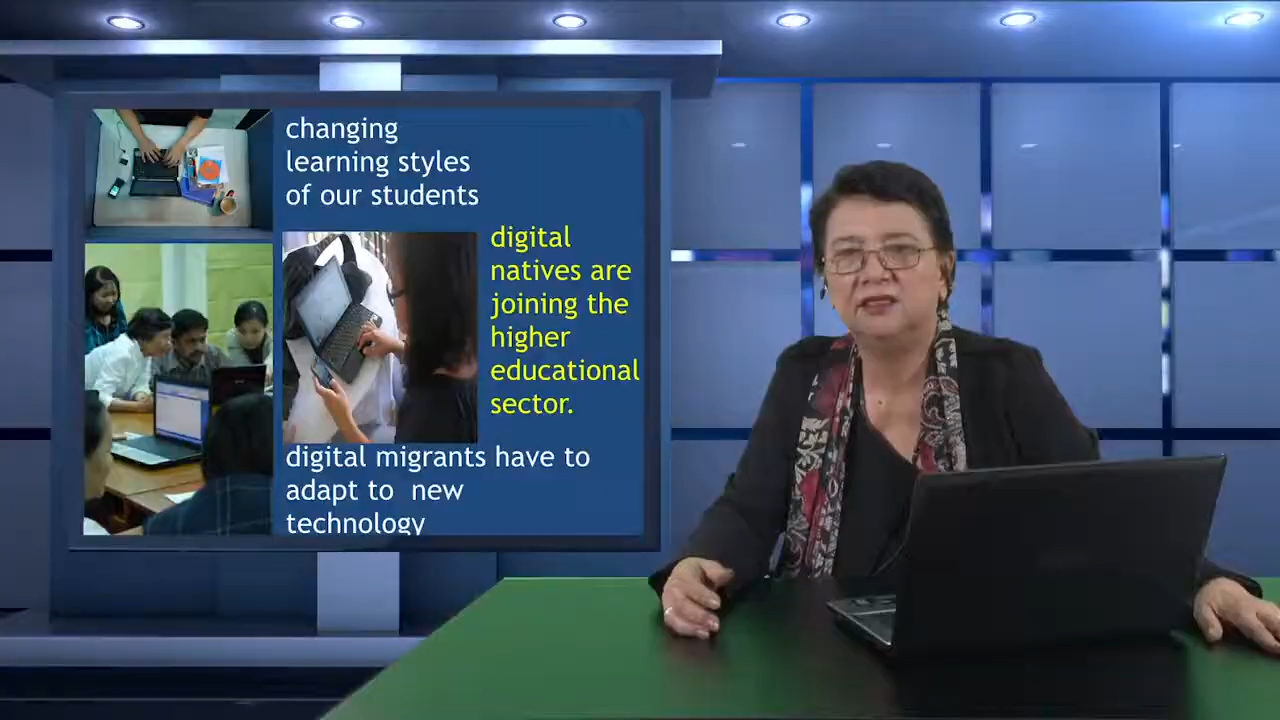 changing
learning styles
of our students
digital
natives are
joining the
higher
educational
sector.
digital migrants have to
adapt to new
technology